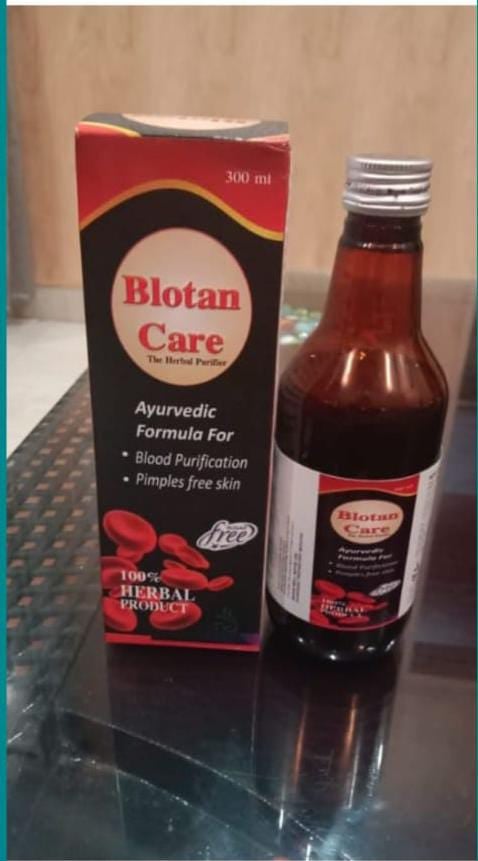 300 ml
Blotan
Care
The Herbal Purifier
Ayurvedic
Formula For
• Blood Purification
• Pimples free skin
free
100%
HERBAL
PRODUCT
Blotan
Care
Ayurvedic
Formula For
• Blood Purification
• Pimples free skin
100%
HERBAL
PRODUCT